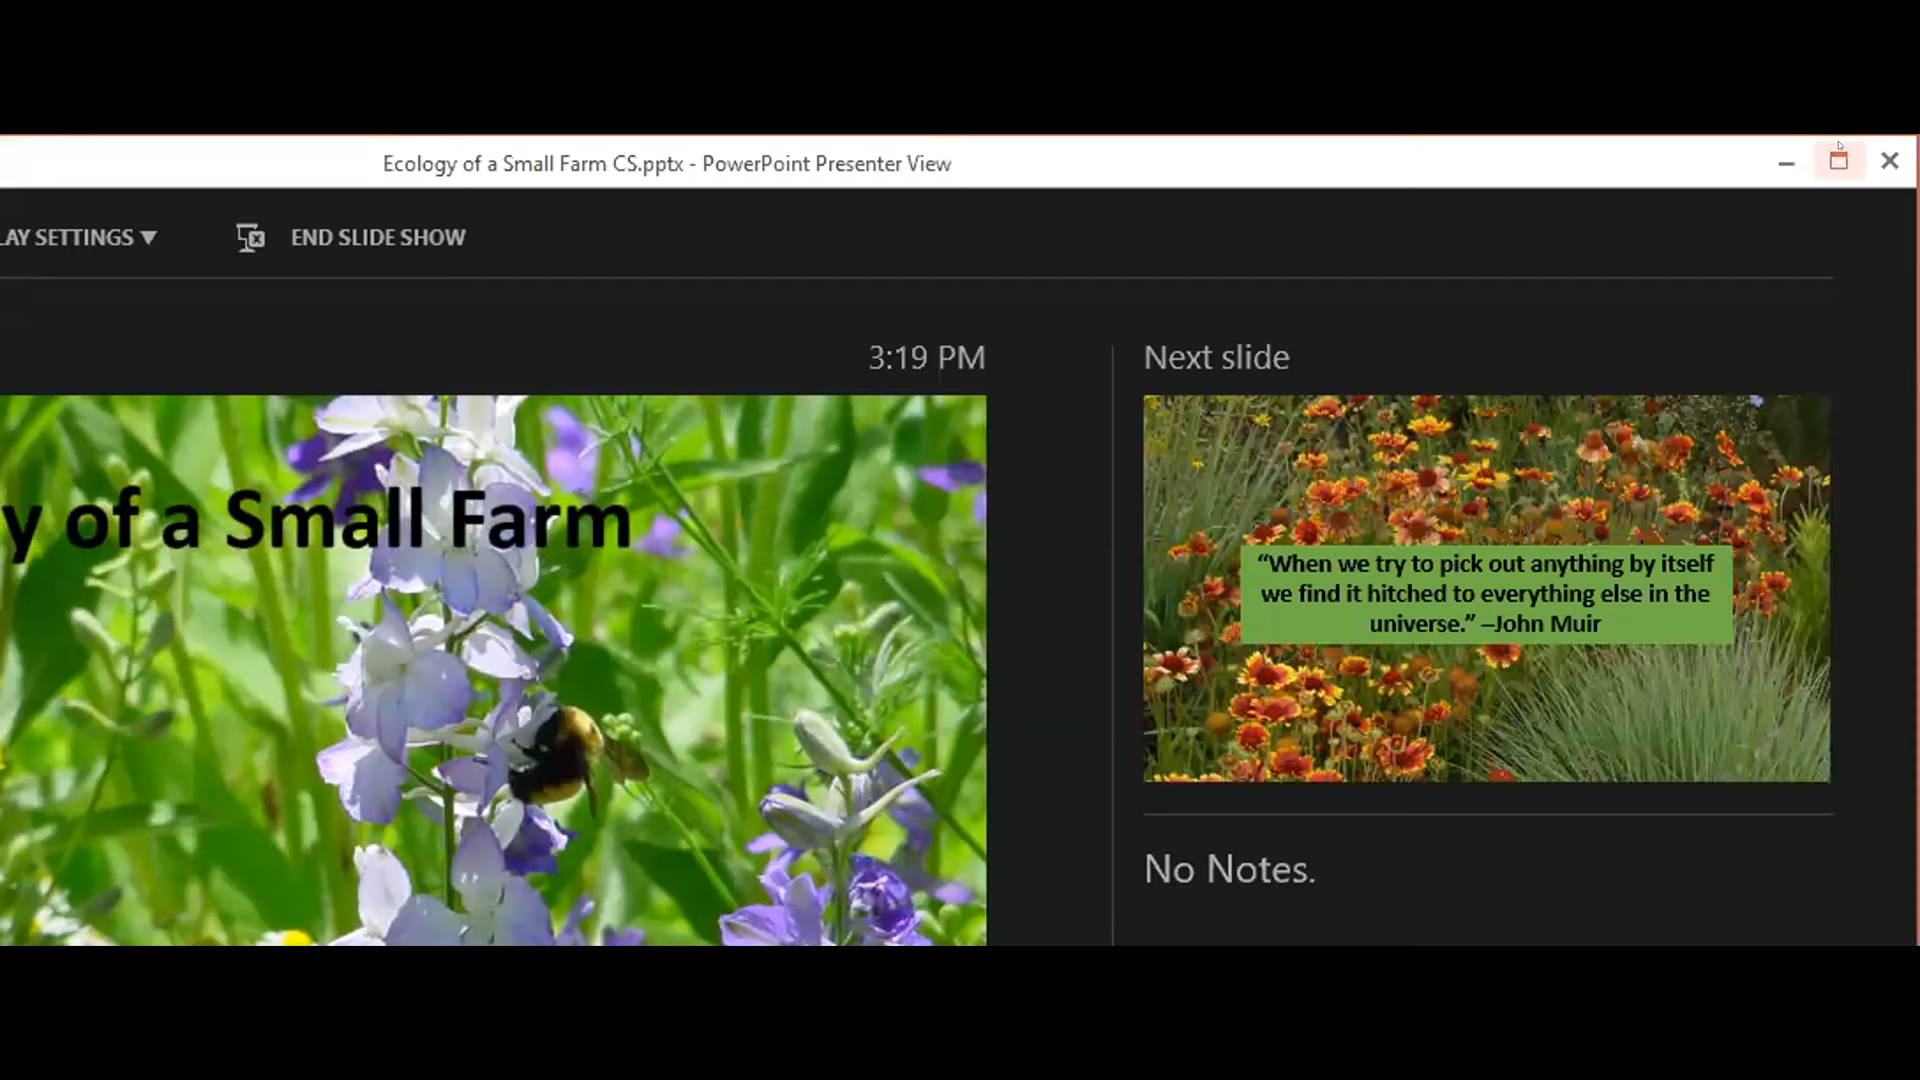 Ecology of a Small Farm CS.pptx - PowerPoint Presenter View
LAY SETTINGS
END SLIDE SHOW
3:19 PM
Next slide
y of a Small Farm
“When we try to pick out anything by itself
we find it hitched to everything else in the
universe.” –John Muir
No Notes.